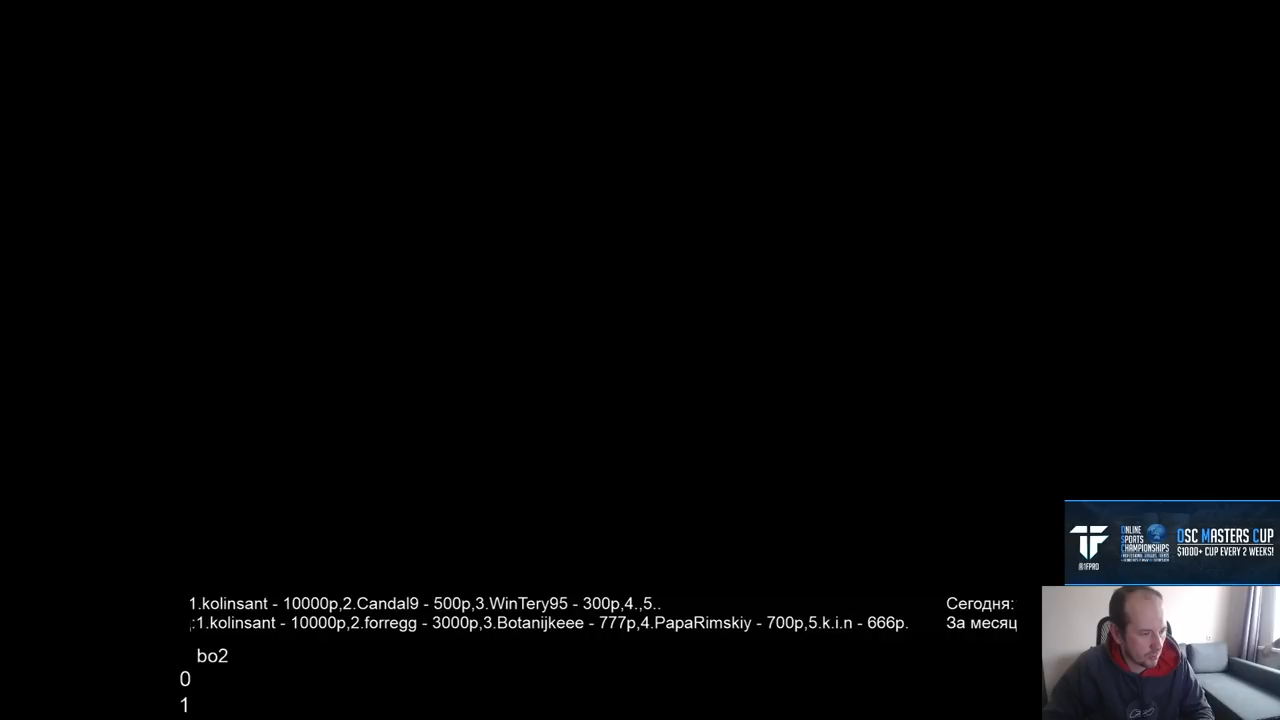 OSC MASTERS CUP
ONLINE
SPORTS
CHAMPIONSHIPS
$1000+ CUP EVERY 2 WEEKS!
@1FPRO
1.kolinsant - 10000р,2.Candal9 - 500р,3.WinTery95 - 300р,4.,5..
Сегодня:
:1.kolinsant - 10000р,2.forregg - 3000р,3.Botanijkeee - 777р,4.PapaRimskiy - 700р,5.k.i.n - 666р.
За месяц
bo2
0
1